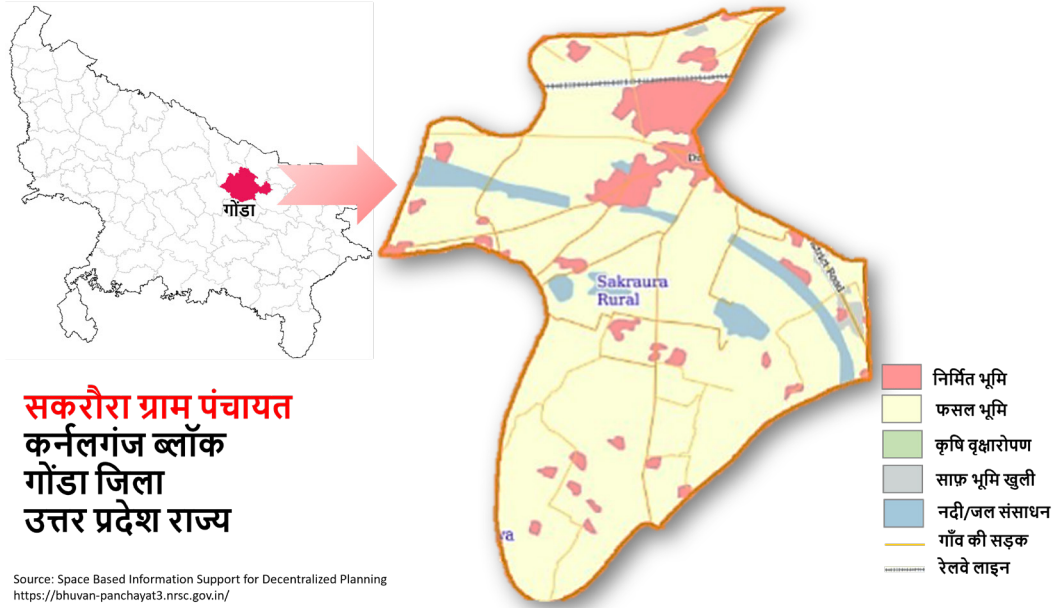 गोंडा
Sakraura
Rural
सकरौरा ग्राम पंचायत
कर्नलगंज ब्लॉक
गोंडा जिला
उत्तर प्रदेश राज्य
निर्मित भूमि
फसल भूमि
कृषि वृक्षारोपण
साफ़ भूमि खुली
नदी/जल संसाधन
गाँव की सड़क
रेलवे लाइन
Source: Space Based Information Support for Decentralized Planning
https://bhuvan-panchayat3.nrsc.gov.in/